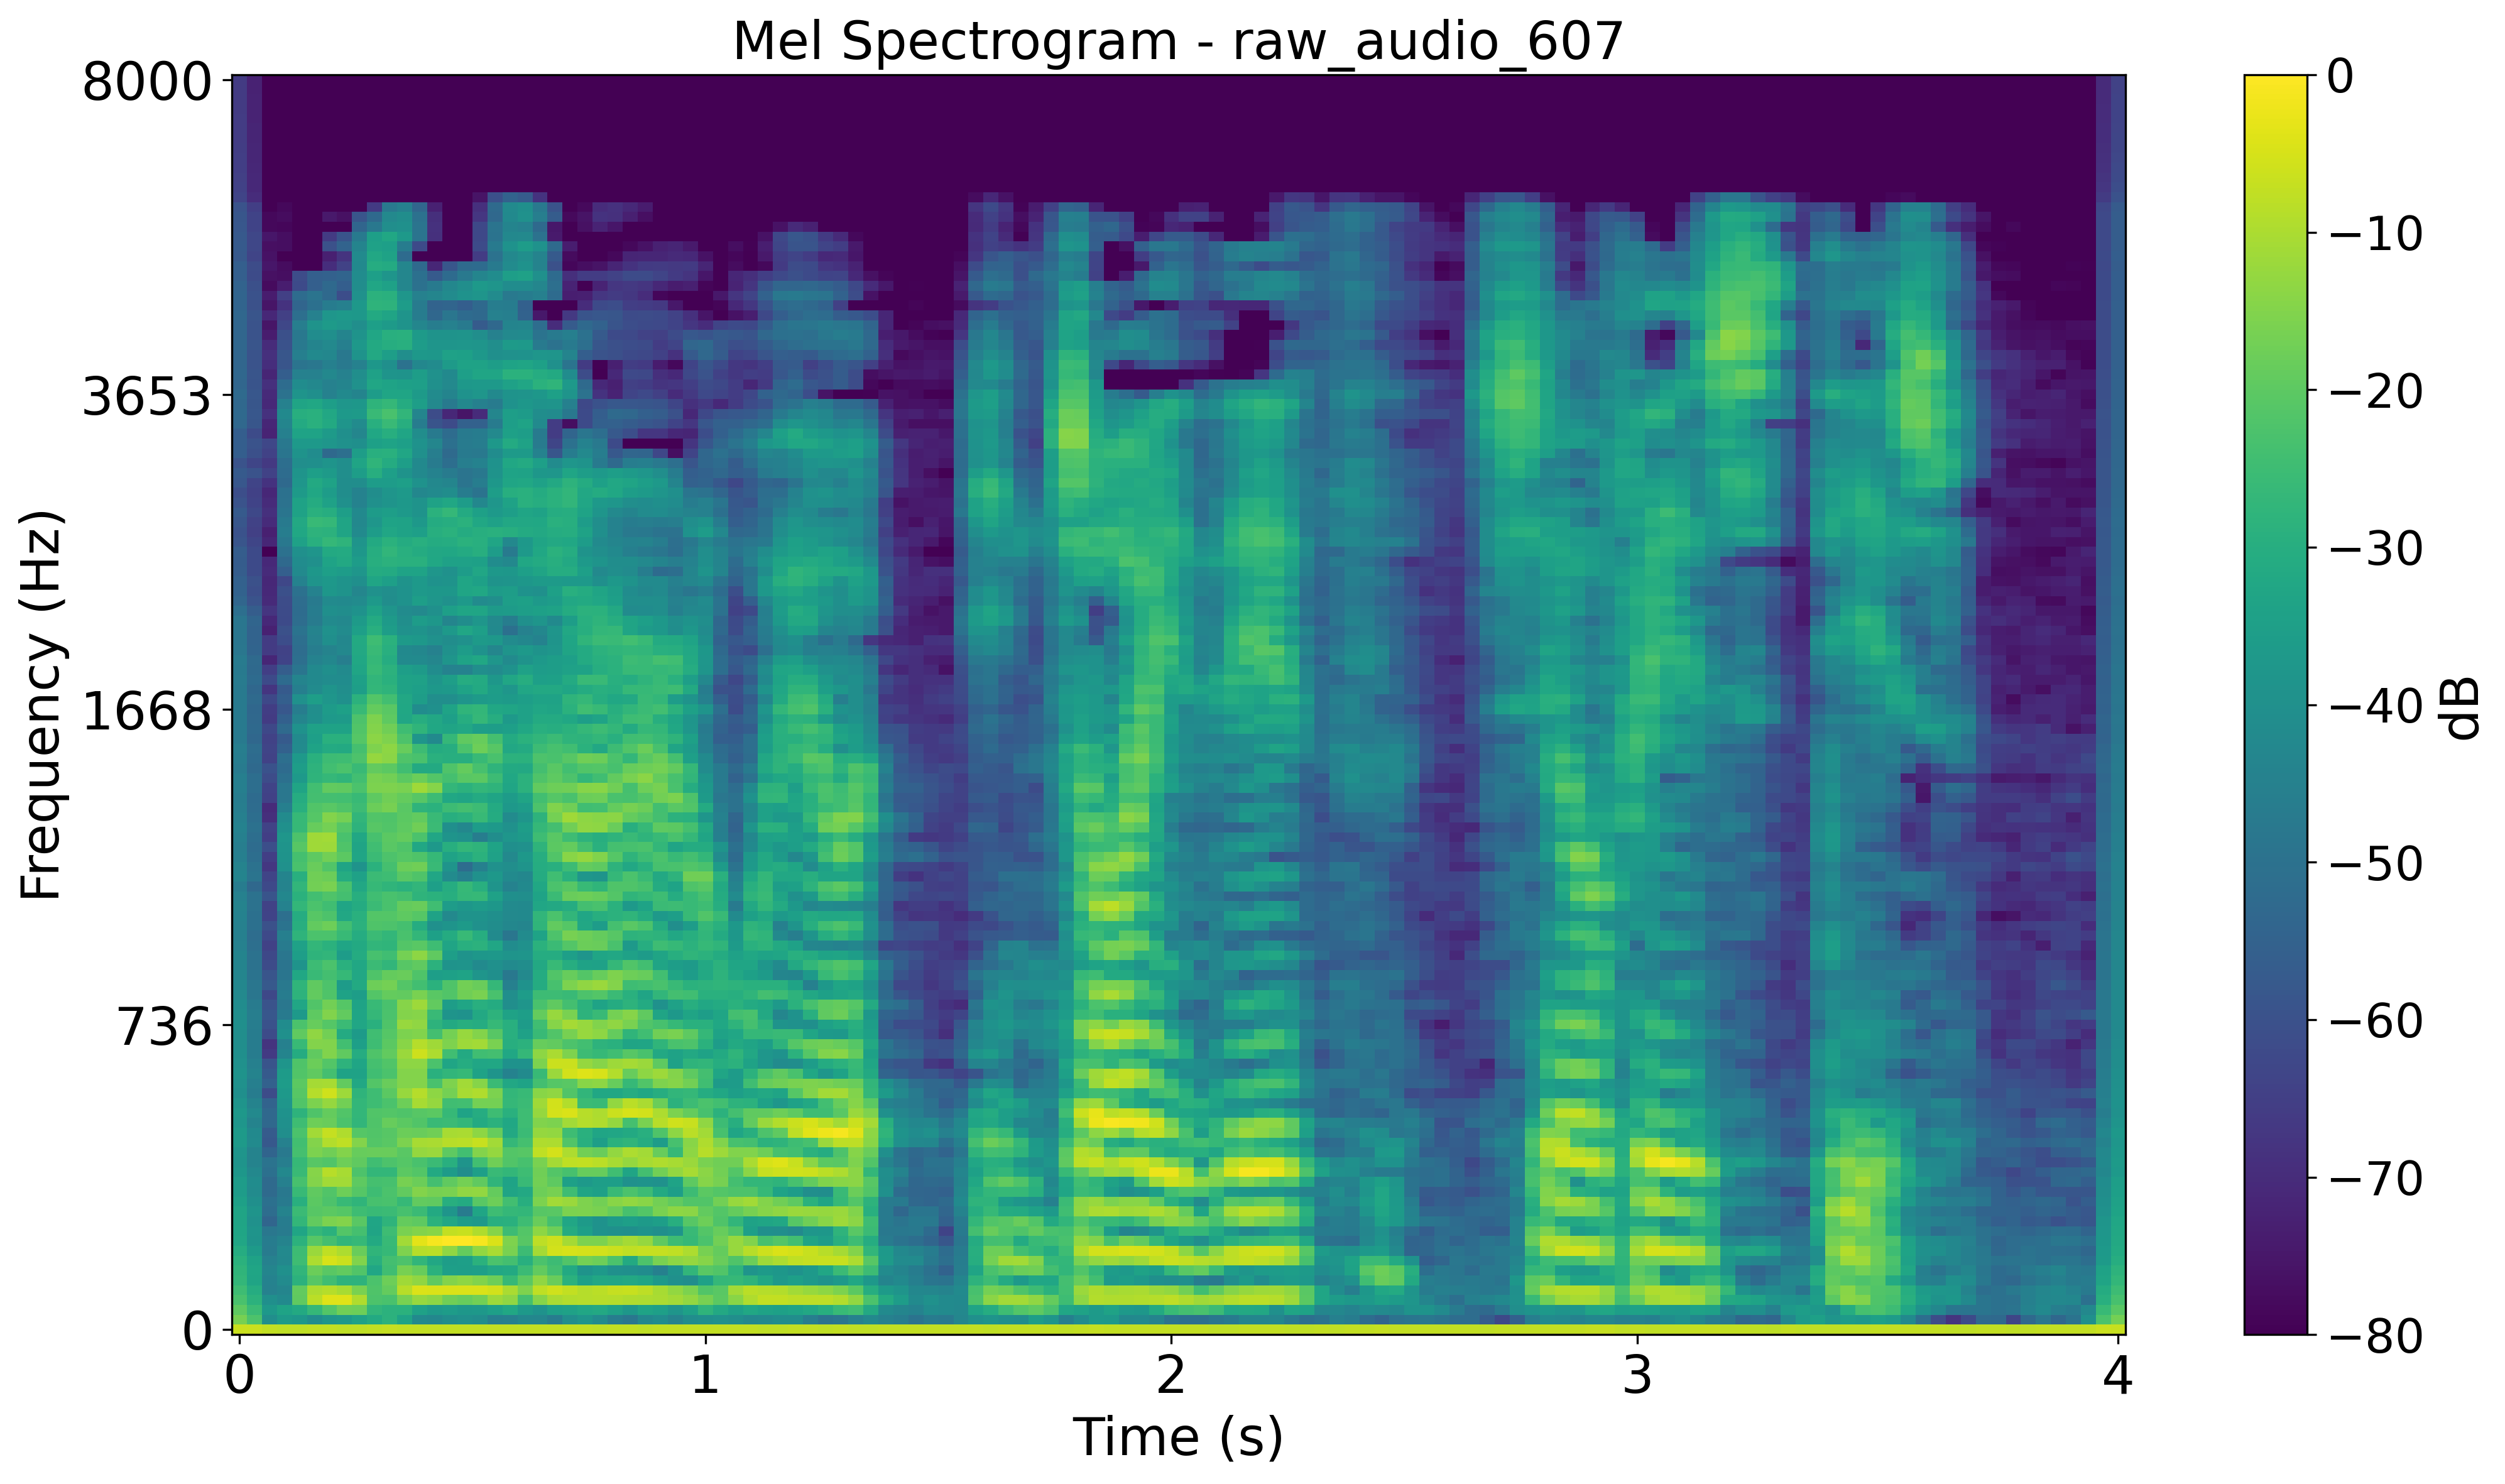 Mel Spectrogram - raw_audio_607
8000
3653
1668
736
0
Frequency (Hz)
0 1 2 3 4
Time (s)
0
−10
−20
−30
−40
−50
−60
−70
−80
dB